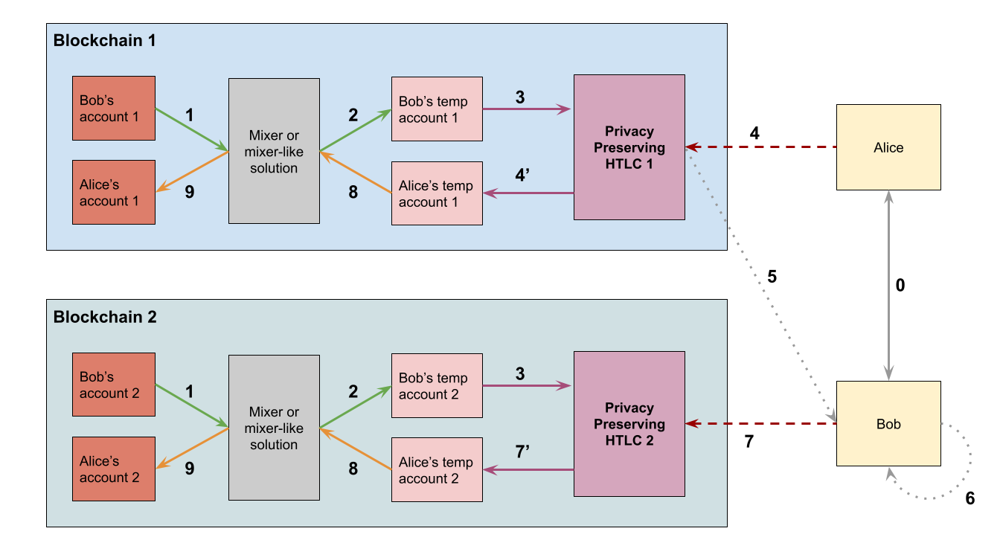 Blockchain 1
Bob’s
account 1
1
Mixer or
mixer-like
solution
2
Bob’s temp
account 1
3
Privacy
Preserving
HTLC 1
4
Alice
Alice’s
account 1
9
8
Alice’s temp
account 1
4’
5
0
Blockchain 2
Bob’s
account 2
1
Mixer or
mixer-like
solution
2
Bob’s temp
account 2
3
Privacy
Preserving
HTLC 2
7
Bob
Alice’s
account 2
9
8
Alice’s temp
account 2
7’
6